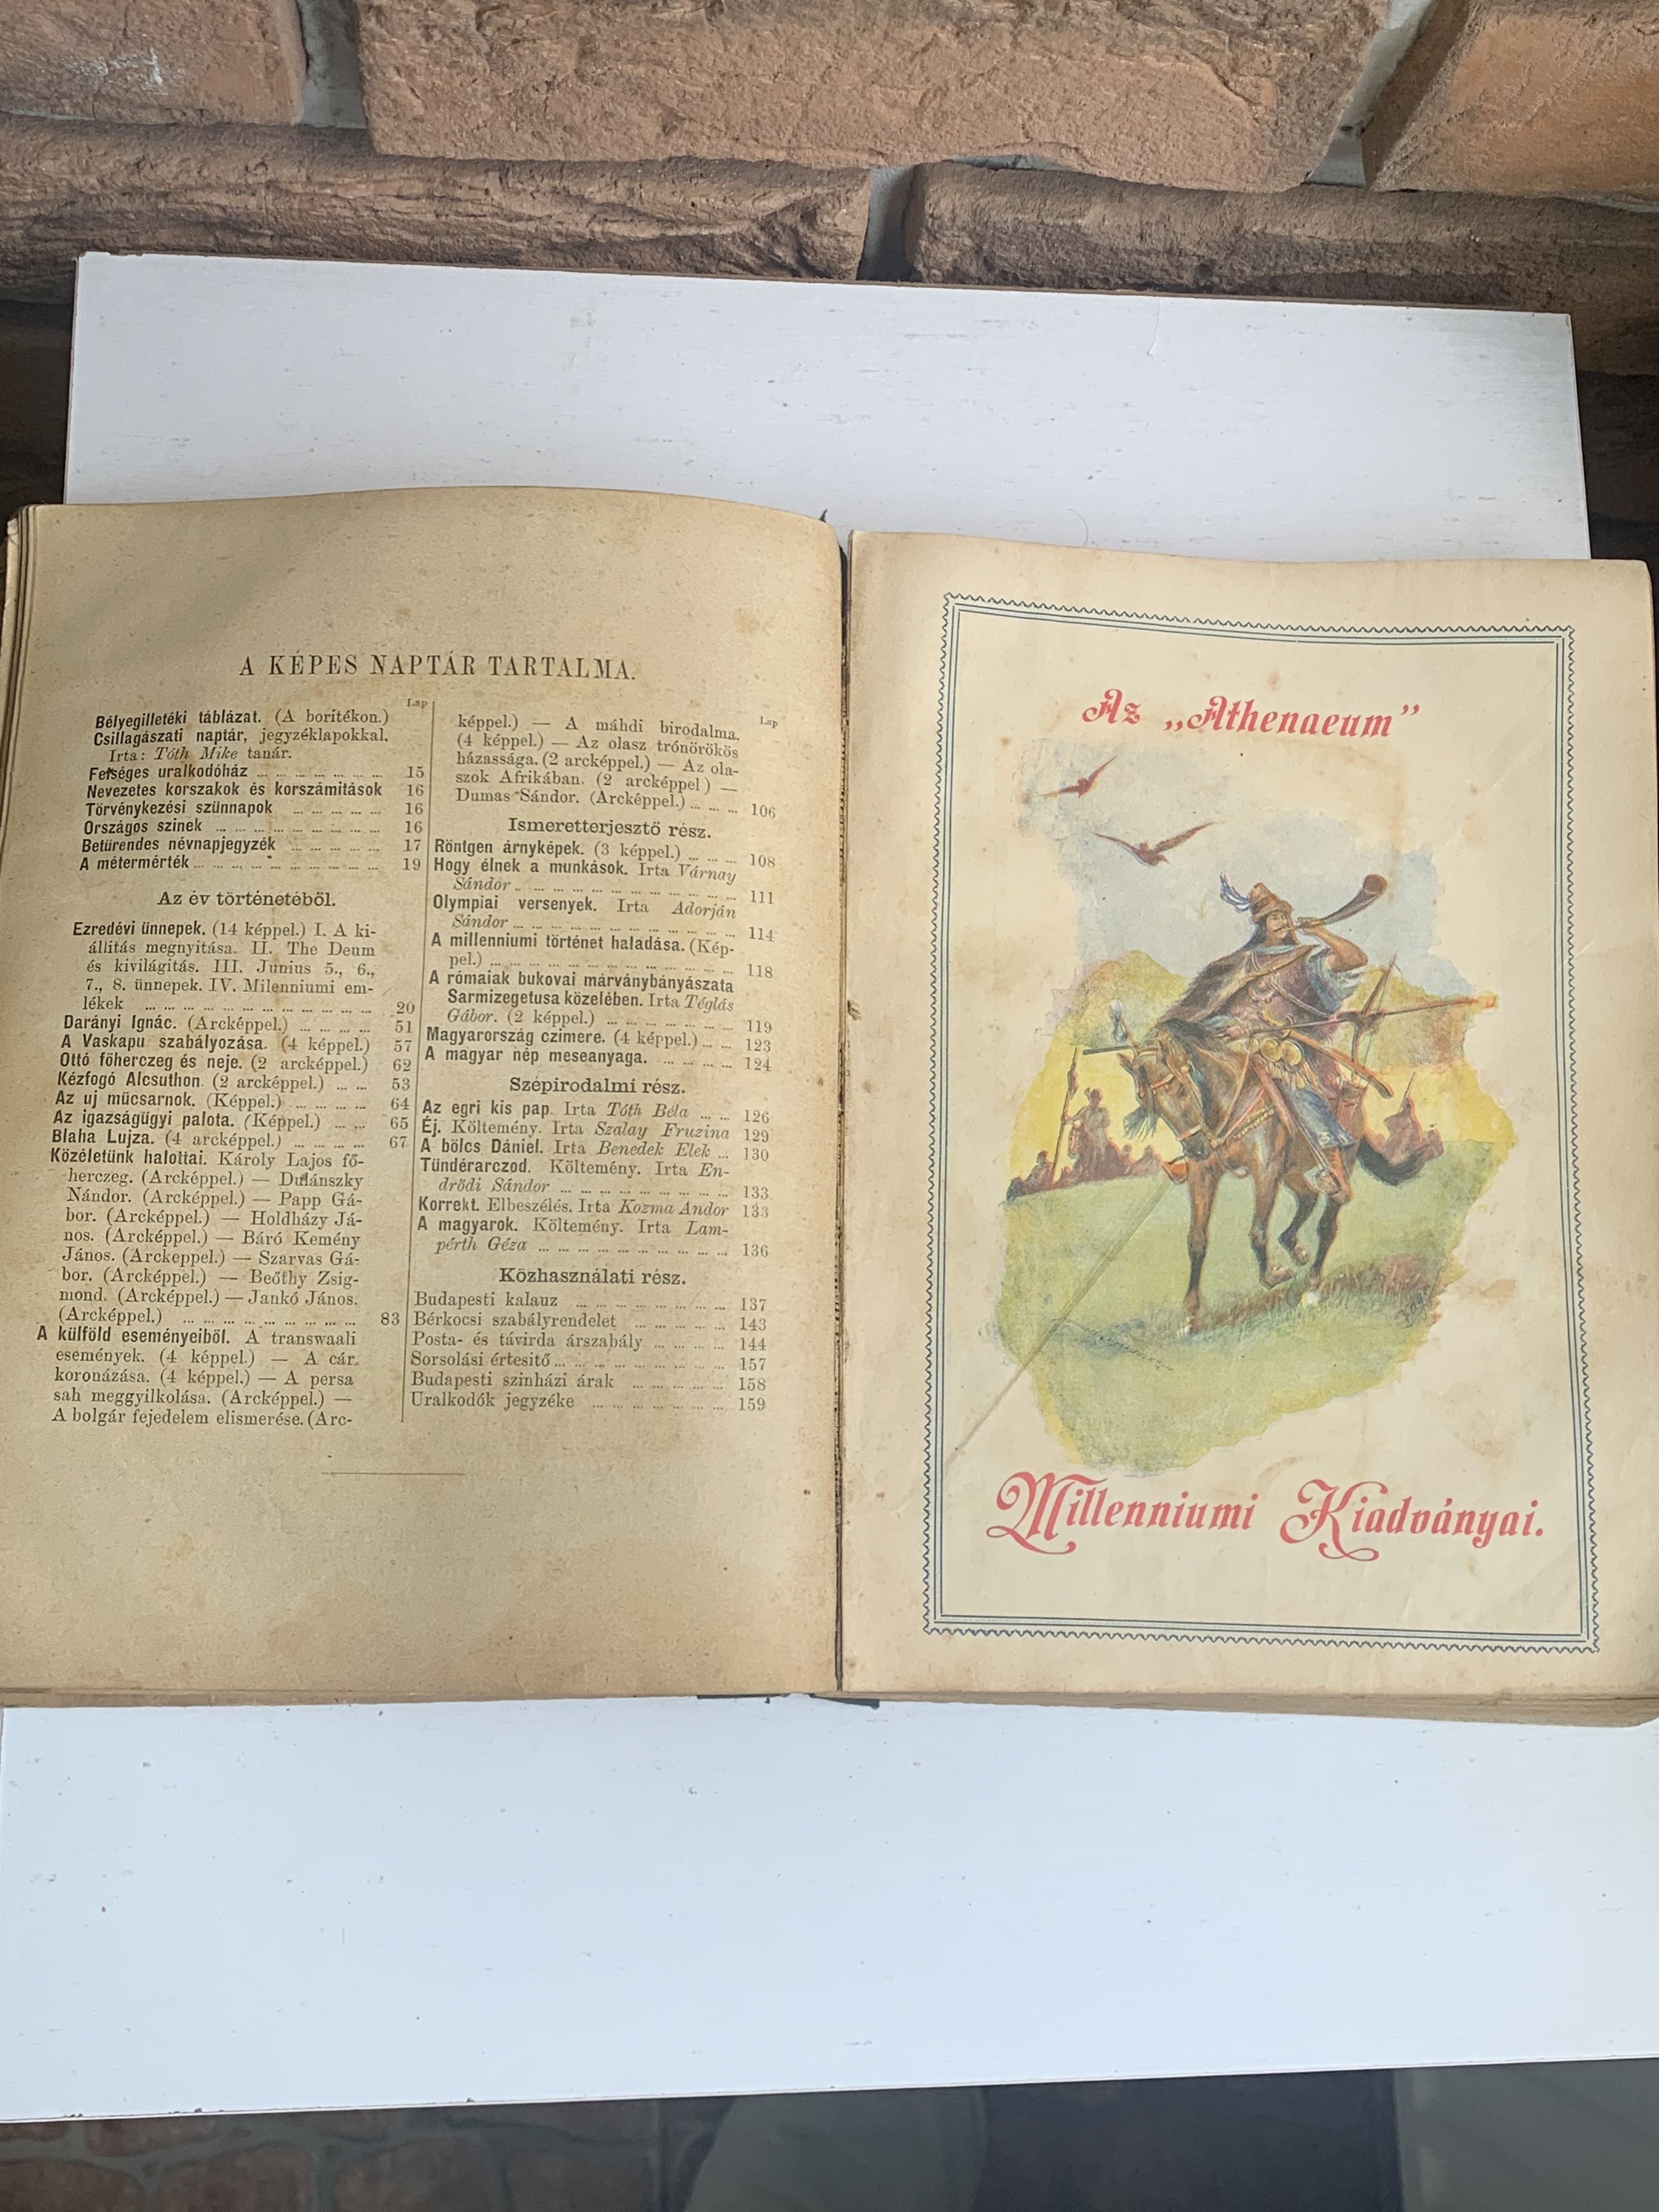 A KÉPES NAPTÁR TARTALMA.
Lap
Bélyegilletéki táblázat. (A boritékon.)
Csillagászati naptár, jegyzéklapokkal.
Irta: Tóth Mike tanár.
Felséges uralkodóház ... 15
Nevezetes korszakok és korszámitások 16
Törvénykezési szünnapok ... 16
Országos szinek ... 16
Betürendes névnapjegyzék ... 17
A métermérték ... 19
Az év történetéből.
Ezredévi ünnepek. (14 képpel.) I. A ki-
állitás megnyitása. II. The Deum
és kivilágitás. III. Junius 5., 6.,
7., 8. ünnepek. IV. Milenniumi em-
lékek ... 20
Darányi Ignác. (Arcképpel.) ... 51
A Vaskapu szabályozása. (4 képpel.) 57
Ottó főherczeg és neje. (2 arcképpel.) 62
Kézfogó Alcsuthon. (2 arcképpel.) ... 53
Az uj műcsarnok. (Képpel.) ... 64
Az igazságügyi palota. (Képpel.) ... 65
Blaha Lujza. (4 arcképpel.) ... 67
Közéletünk halottai. Károly Lajos fő-
herczeg. (Arcképpel.) — Dulánszky
Nándor. (Arcképpel.) — Papp Gá-
bor. (Arcképpel.) — Holdházy Já-
nos. (Arcképpel.) — Báró Kemény
János. (Arckeppel.) — Szarvas Gá-
bor. (Arcképpel.) — Beőthy Zsig-
mond. (Arcképpel.) — Jankó János.
(Arcképpel.) ... 83
A külföld eseményeiből. A transwaali
események. (4 képpel.) — A cár
koronázása. (4 képpel.) — A persa
sah meggyilkolása. (Arcképpel.) —
A bolgár fejedelem elismerése. (Arc-
Lap
képpel.) — A máhdi birodalma.
(4 képpel.) — Az olasz trónörökös
házassága. (2 arcképpel.) — Az ola-
szok Afrikában. (2 arcképpel) —
Dumas Sándor. (Arcképpel.) ... 106
Ismeretterjesztő rész.
Röntgen árnyképek. (3 képpel.) ... 108
Hogy élnek a munkások. Irta Várnay
Sándor ... 111
Olympiai versenyek. Irta Adorján
Sándor ... 114
A millenniumi történet haladása. (Kép-
pel.) ... 118
A rómaiak bukovai márványbányászata
Sarmizegetusa közelében. Irta Téglás
Gábor. (2 képpel.) ... 119
Magyarország czimere. (4 képpel.) ... 123
A magyar nép meseanyaga. ... 124
Szépirodalmi rész.
Az egri kis pap. Irta Tóth Béla ... 126
Éj. Költemény. Irta Szalay Fruzina 129
A bölcs Dániel. Irta Benedek Elek ... 130
Tündérarczod. Költemény. Irta En-
drődi Sándor ... 133
Korrekt. Elbeszélés. Irta Kozma Andor 133
A magyarok. Költemény. Irta Lam-
pérth Géza ... 136
Közhasználati rész.
Budapesti kalauz ... 137
Bérkocsi szabályrendelet ... 143
Posta- és távirda árszabály ... 144
Sorsolási értesitő ... 157
Budapesti szinházi árak ... 158
Uralkodók jegyzéke ... 159
Az „Athenaeum”
Millenniumi Kiadványai.